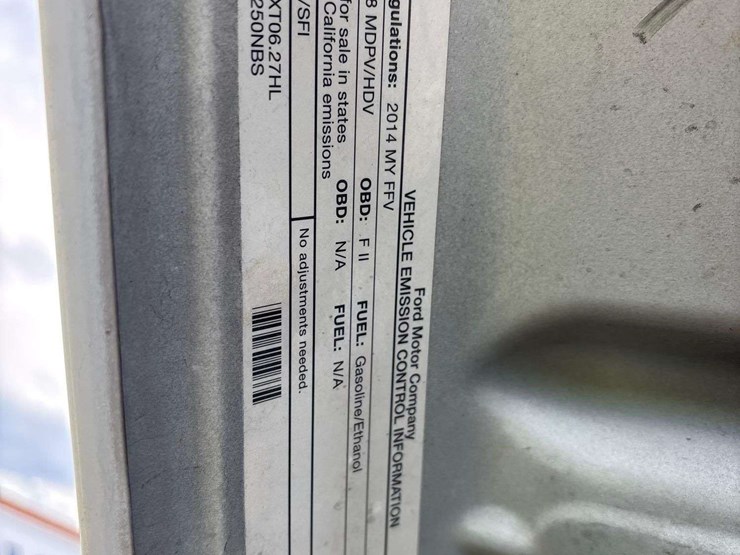 Ford Motor Company
VEHICLE EMISSION CONTROL INFORMATION
gulations: 2014 MY FFV
8 MDPV/HDV OBD: F II FUEL: Gasoline/Ethanol
for sale in states OBD: N/A FUEL: N/A
California emissions
/SFI No adjustments needed.
XT06.27HL
250NBS